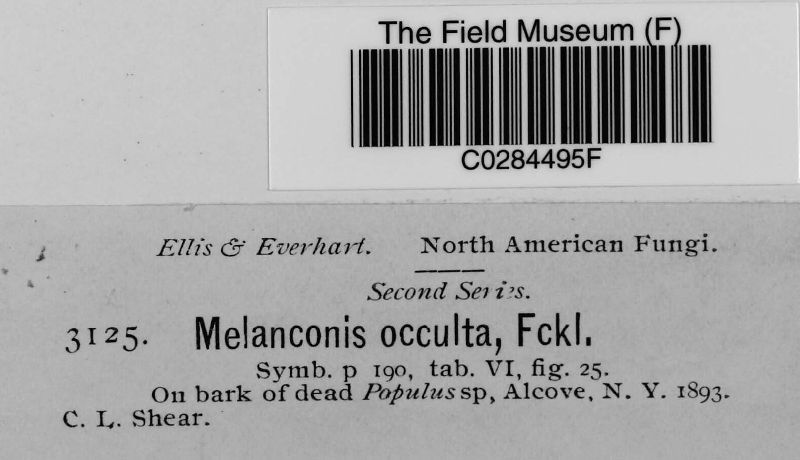 The Field Museum (F)
C0284495F
Ellis & Everhart. North American Fungi.
Second Series.
3125. Melanconis occulta, Fckl.
Symb. p 190, tab. VI, fig. 25.
On bark of dead Populus sp, Alcove, N. Y. 1893.
C. L. Shear.